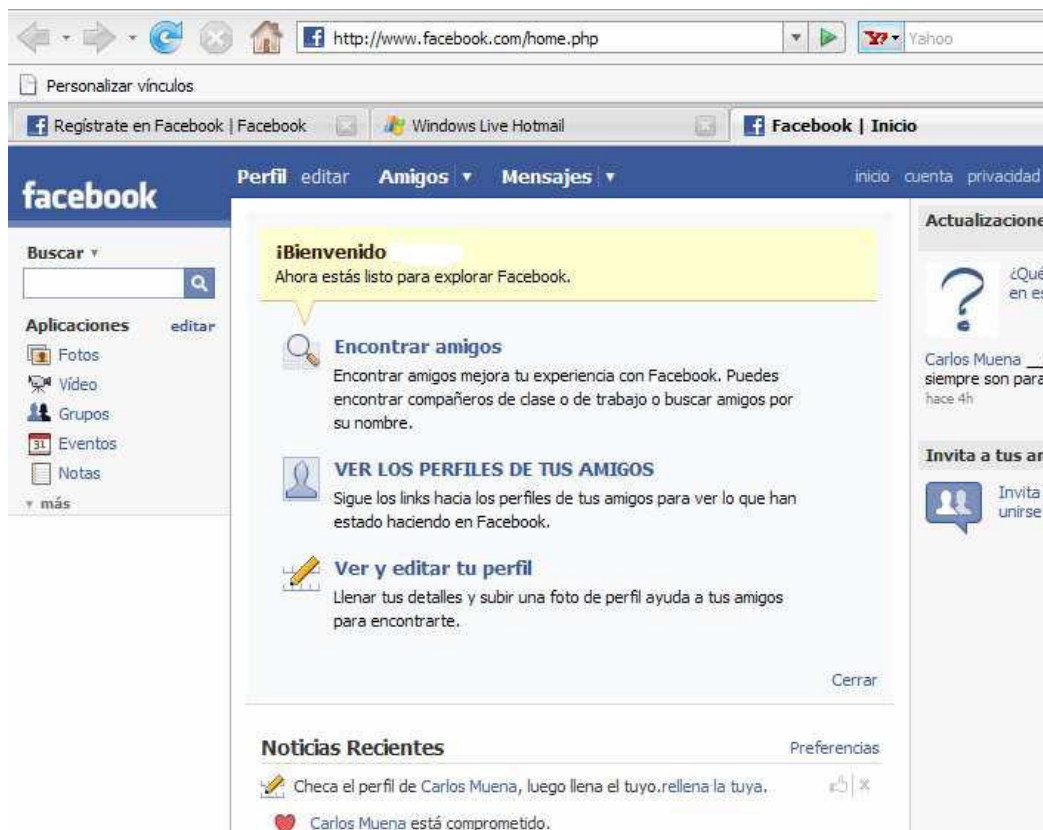 http://www.facebook.com/home.php
Yahoo
Personalizar vínculos
Regístrate en Facebook | Facebook
Windows Live Hotmail
Facebook | Inicio
facebook
Perfil editar Amigos Mensajes
inicio cuenta privacidad
Buscar
Aplicaciones editar
Fotos
Vídeo
Grupos
31 Eventos
Notas
más
¡Bienvenido
Ahora estás listo para explorar Facebook.
Encontrar amigos
Encontrar amigos mejora tu experiencia con Facebook. Puedes
encontrar compañeros de clase o de trabajo o buscar amigos por
su nombre.
VER LOS PERFILES DE TUS AMIGOS
Sigue los links hacia los perfiles de tus amigos para ver lo que han
estado haciendo en Facebook.
Ver y editar tu perfil
Llenar tus detalles y subir una foto de perfil ayuda a tus amigos
para encontrarte.
Cerrar
Noticias Recientes Preferencias
Checa el perfil de Carlos Muena, luego llena el tuyo.rellena la tuya.
Carlos Muena está comprometido.
Actualizacione
¿Qué
en es
Carlos Muena __
siempre son para
hace 4h
Invita a tus am
Invita
unirse